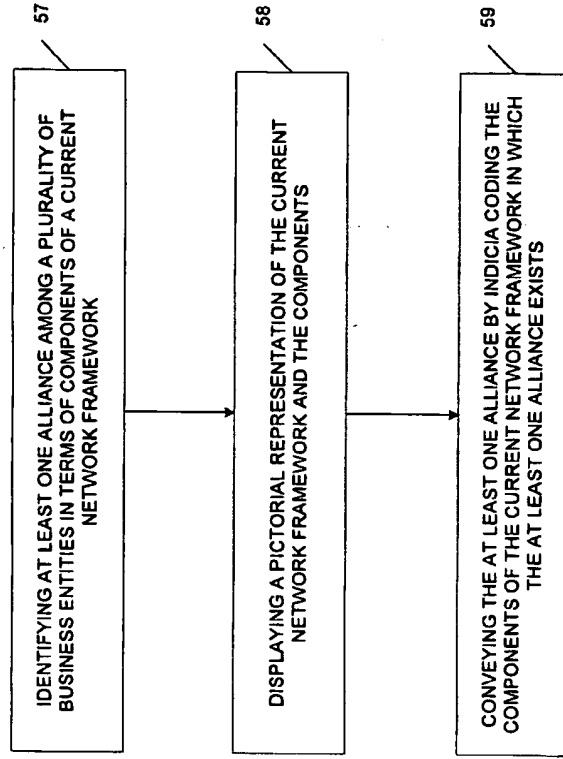 57
IDENTIFYING AT LEAST ONE ALLIANCE AMONG A PLURALITY OF
BUSINESS ENTITIES IN TERMS OF COMPONENTS OF A CURRENT
NETWORK FRAMEWORK
58
DISPLAYING A PICTORIAL REPRESENTATION OF THE CURRENT
NETWORK FRAMEWORK AND THE COMPONENTS
59
CONVEYING THE AT LEAST ONE ALLIANCE BY INDICIA CODING THE
COMPONENTS OF THE CURRENT NETWORK FRAMEWORK IN WHICH
THE AT LEAST ONE ALLIANCE EXISTS